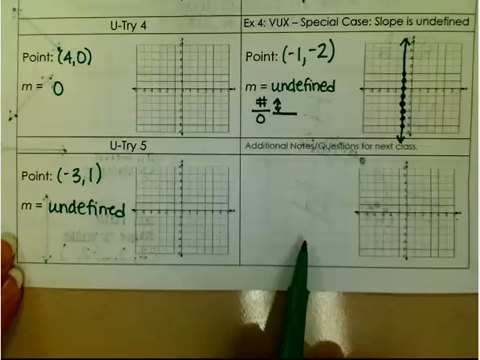 U-Try 4
Point: (4,0)
m = 0
Ex 4: VUX – Special Case: Slope is undefined
Point: (-1,-2)
m = undefined
#
0
U-Try 5
Point: (-3,1)
m = undefined
Additional Notes/Questions for next class.